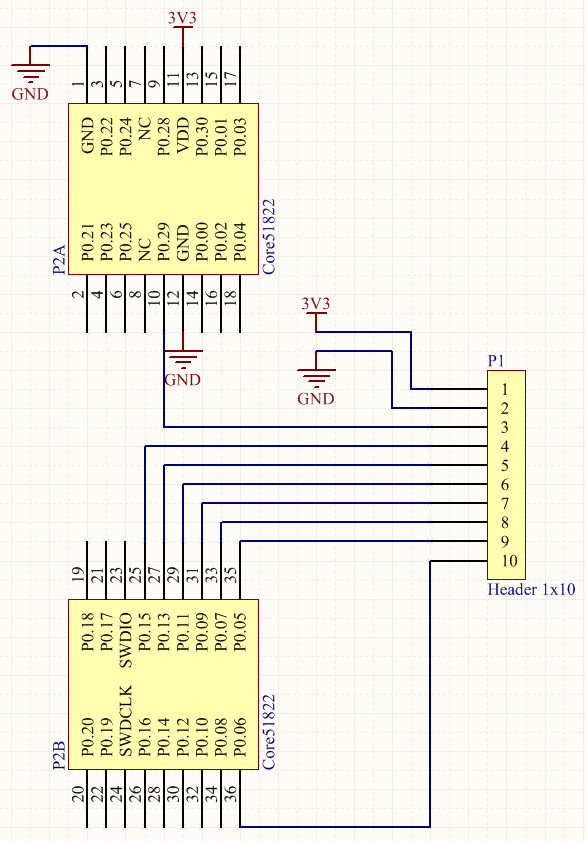 3V3
GND
1 3 5 7 9 11 13 15 17
GND P0.22 P0.24 NC P0.28 VDD P0.30 P0.01 P0.03
P0.21 P0.23 P0.25 NC P0.29 GND P0.00 P0.02 P0.04
P2A
Core51822
2 4 6 8 10 12 14 16 18
GND
3V3
GND
P1
1
2
3
4
5
6
7
8
9
10
Header 1x10
19 21 23 25 27 29 31 33 35
P0.18 P0.17 SWDIO P0.15 P0.13 P0.11 P0.09 P0.07 P0.05
P0.20 P0.19 SWDCLK P0.16 P0.14 P0.12 P0.10 P0.08 P0.06
P2B
Core51822
20 22 24 26 28 30 32 34 36